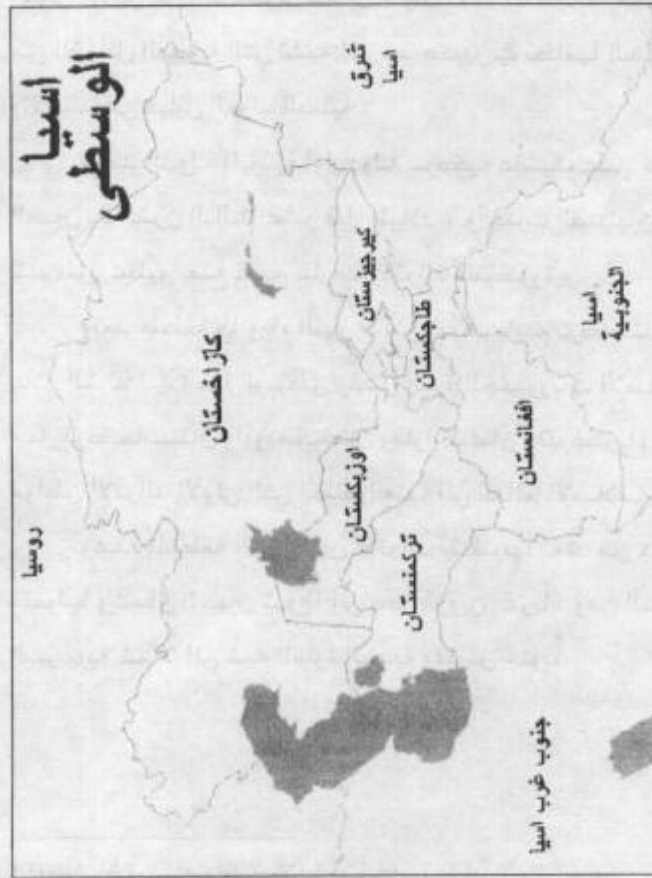 اسيا
الوسطى
روسيا
كازاخستان
شرق
اسيا
كيرجيزستان
اوزبكستان
طاجكستان
تركمنستان
افغانستان
اسيا
الجنوبية
جنوب غرب اسيا